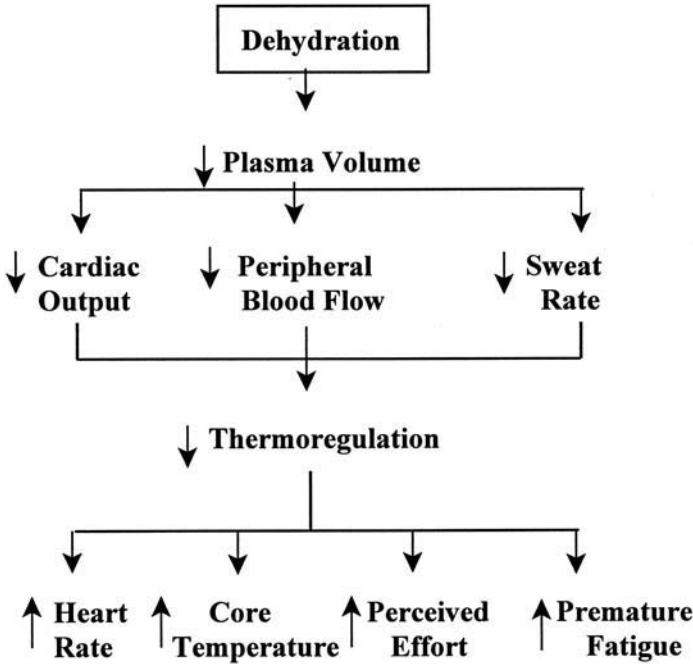 Dehydration
Plasma Volume
Cardiac
Output
Peripheral
Blood Flow
Sweat
Rate
Thermoregulation
Heart
Rate
Core
Temperature
Perceived
Effort
Premature
Fatigue